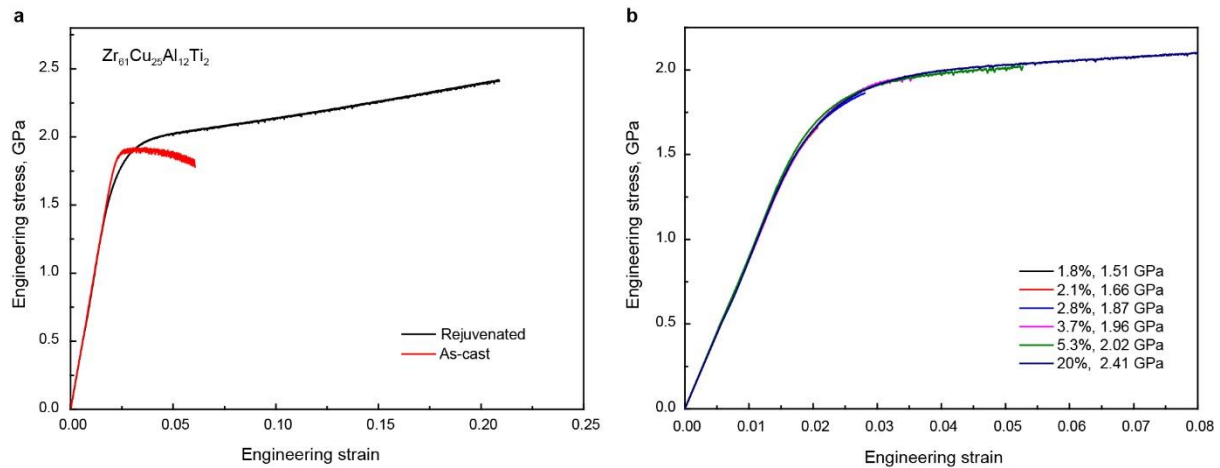 a
Zr61Cu25Al12Ti2
Engineering stress, GPa
2.5
2.0
1.5
1.0
0.5
0.0
Rejuvenated
As-cast
0.00 0.05 0.10 0.15 0.20 0.25
Engineering strain
b
Engineering stress, GPa
2.0
1.5
1.0
0.5
0.0
1.8%, 1.51 GPa
2.1%, 1.66 GPa
2.8%, 1.87 GPa
3.7%, 1.96 GPa
5.3%, 2.02 GPa
20%, 2.41 GPa
0.00 0.01 0.02 0.03 0.04 0.05 0.06 0.07 0.08
Engineering strain